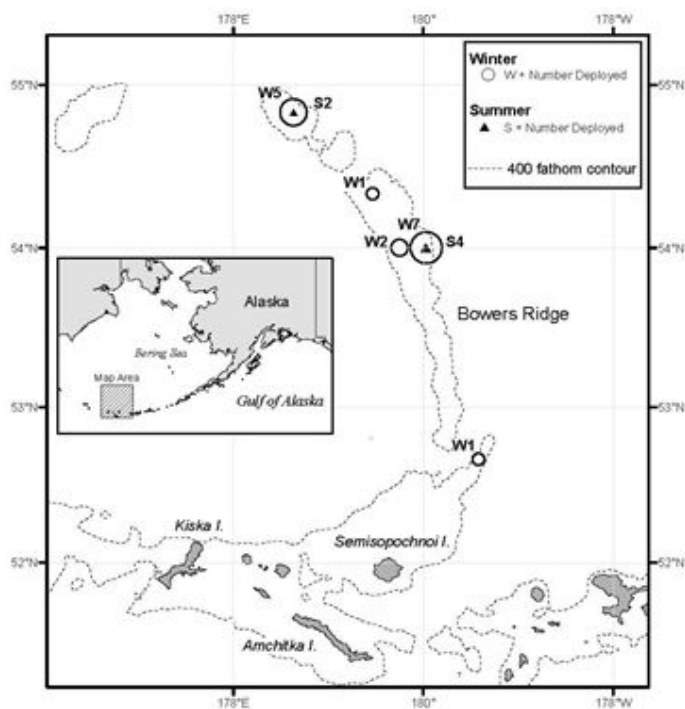 178°E
180°
178°W
55°N
55°N
Winter
W + Number Deployed
Summer
S + Number Deployed
400 fathom contour
W5
S2
W1
W7
W2
S4
54°N
54°N
Bowers Ridge
Alaska
Bering Sea
Map Area
Gulf of Alaska
53°N
53°N
W1
Kiska I.
Semisopochnoi I.
52°N
52°N
Amchitka I.
178°E
180°
178°W